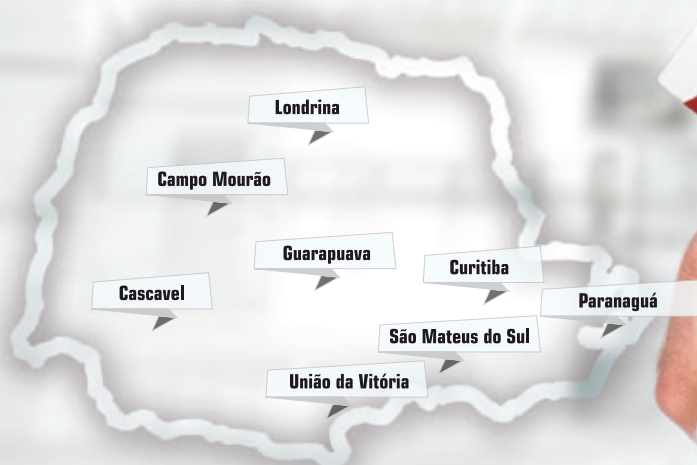 Londrina
Campo Mourão
Guarapuava
Curitiba
Cascavel
Paranaguá
São Mateus do Sul
União da Vitória